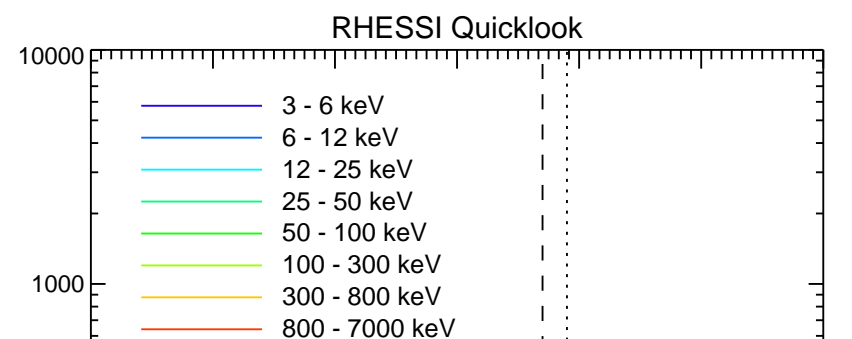 RHESSI Quicklook
10000
3 - 6 keV
6 - 12 keV
12 - 25 keV
25 - 50 keV
50 - 100 keV
100 - 300 keV
1000
300 - 800 keV
800 - 7000 keV